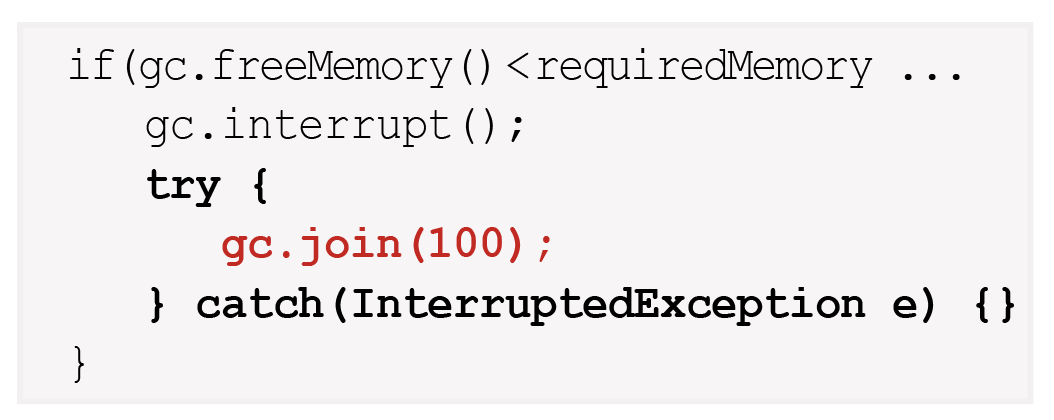 if(gc.freeMemory()<requiredMemory ...
gc.interrupt();
try {
gc.join(100);
} catch(InterruptedException e) {}
}